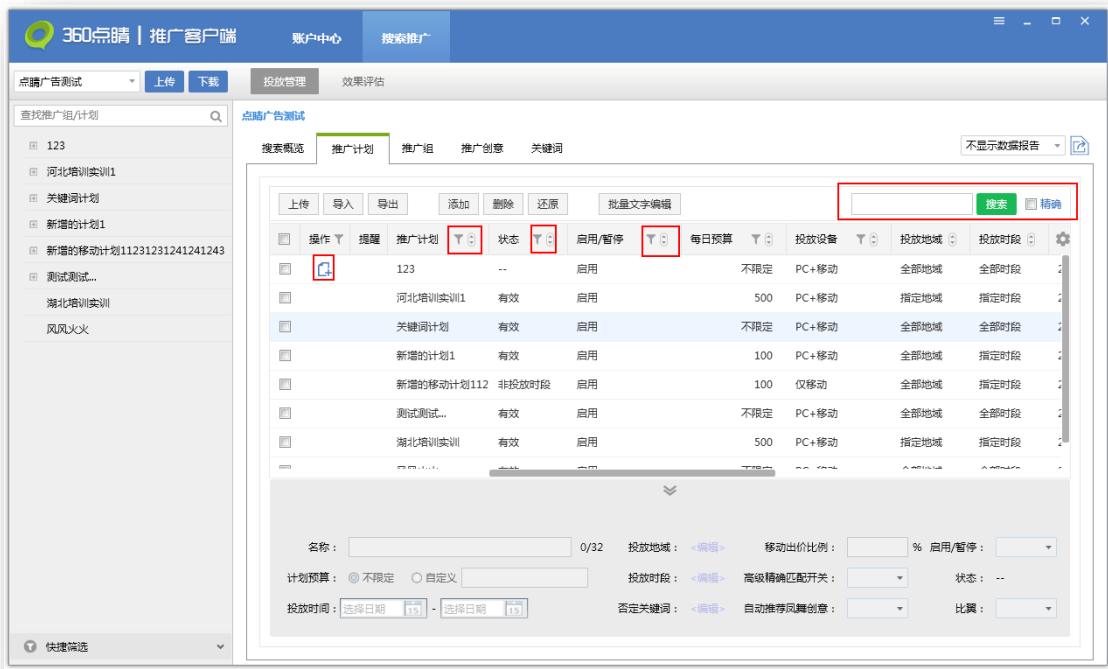 360点睛 | 推广客户端 账户中心 搜索推广
点睛广告测试 上传 下载 投放管理 效果评估
查找推广组/计划
123
河北培训实训1
关键词计划
新增的计划1
新增的移动计划11231231241241243
测试测试...
湖北培训实训
风风火火
快捷筛选
点睛广告测试
搜索概览 推广计划 推广组 推广创意 关键词 不显示数据报告
上传 导入 导出 添加 删除 还原 批量文字编辑 搜索 精确
操作 提醒 推广计划 状态 启用/暂停 每日预算 投放设备 投放地域 投放时段
123 -- 启用 不限定 PC+移动 全部地域 全部时段
河北培训实训1 有效 启用 500 PC+移动 指定地域 指定时段
关键词计划 有效 启用 不限定 PC+移动 全部地域 全部时段
新增的计划1 有效 启用 100 PC+移动 全部地域 指定时段
新增的移动计划112 非投放时段 启用 100 仅移动 全部地域 指定时段
测试测试... 有效 启用 不限定 PC+移动 全部地域 全部时段
湖北培训实训 有效 启用 500 PC+移动 指定地域 指定时段
名称： 0/32 投放地域： <编辑> 移动出价比例： % 启用/暂停：
计划预算： 不限定 自定义 投放时段： <编辑> 高级精确匹配开关： 状态： --
投放时间： 选择日期 15 - 选择日期 15 否定关键词： <编辑> 自动推荐凤舞创意： 比翼：